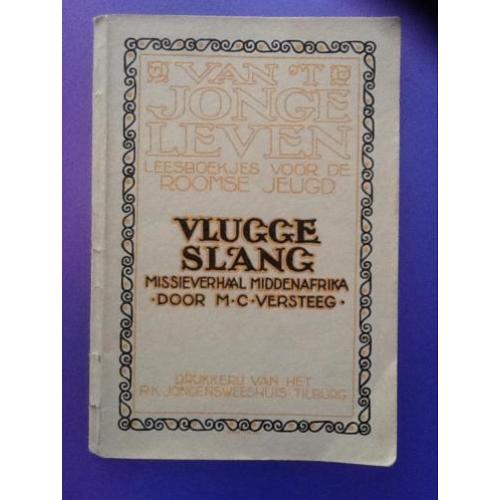 VAN 'T
JONGE
LEVEN
LEESBOEKJES VOOR DE
ROOMSE JEUGD
VLUGGE
SLANG
MISSIEVERHAAL MIDDENAFRIKA
·DOOR M·C·VERSTEEG·
DRUKKERIJ VAN HET
R.K. JONGENSWEESHUIS·TILBURG